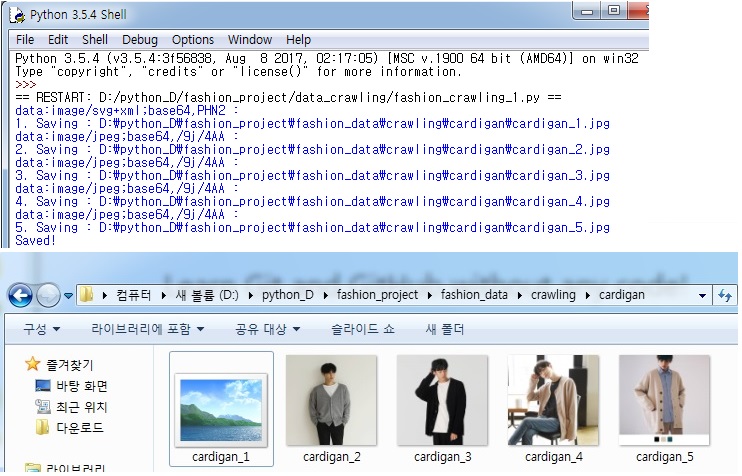 Python 3.5.4 Shell
File Edit Shell Debug Options Window Help
Python 3.5.4 (v3.5.4:3f56838, Aug  8 2017, 02:17:05) [MSC v.1900 64 bit (AMD64)] on win32
Type "copyright", "credits" or "license()" for more information.
>>>
== RESTART: D:/python_D/fashion_project/data_crawling/fashion_crawling_1.py ==
data:image/svg+xml;base64,PHN2 :
1. Saving : D:₩python_D₩fashion_project₩fashion_data₩crawling₩cardigan₩cardigan_1.jpg
data:image/jpeg;base64,/9j/4AA :
2. Saving : D:₩python_D₩fashion_project₩fashion_data₩crawling₩cardigan₩cardigan_2.jpg
data:image/jpeg;base64,/9j/4AA :
3. Saving : D:₩python_D₩fashion_project₩fashion_data₩crawling₩cardigan₩cardigan_3.jpg
data:image/jpeg;base64,/9j/4AA :
4. Saving : D:₩python_D₩fashion_project₩fashion_data₩crawling₩cardigan₩cardigan_4.jpg
data:image/jpeg;base64,/9j/4AA :
5. Saving : D:₩python_D₩fashion_project₩fashion_data₩crawling₩cardigan₩cardigan_5.jpg
Saved!
Learn Git and GitHub without any code!
컴퓨터 새 볼륨 (D:) python_D fashion_project fashion_data crawling cardigan
구성 라이브러리에 포함 공유 대상 슬라이드 쇼 새 폴더
즐겨찾기
바탕 화면
최근 위치
다운로드
라이브러리
cardigan_1 cardigan_2 cardigan_3 cardigan_4 cardigan_5